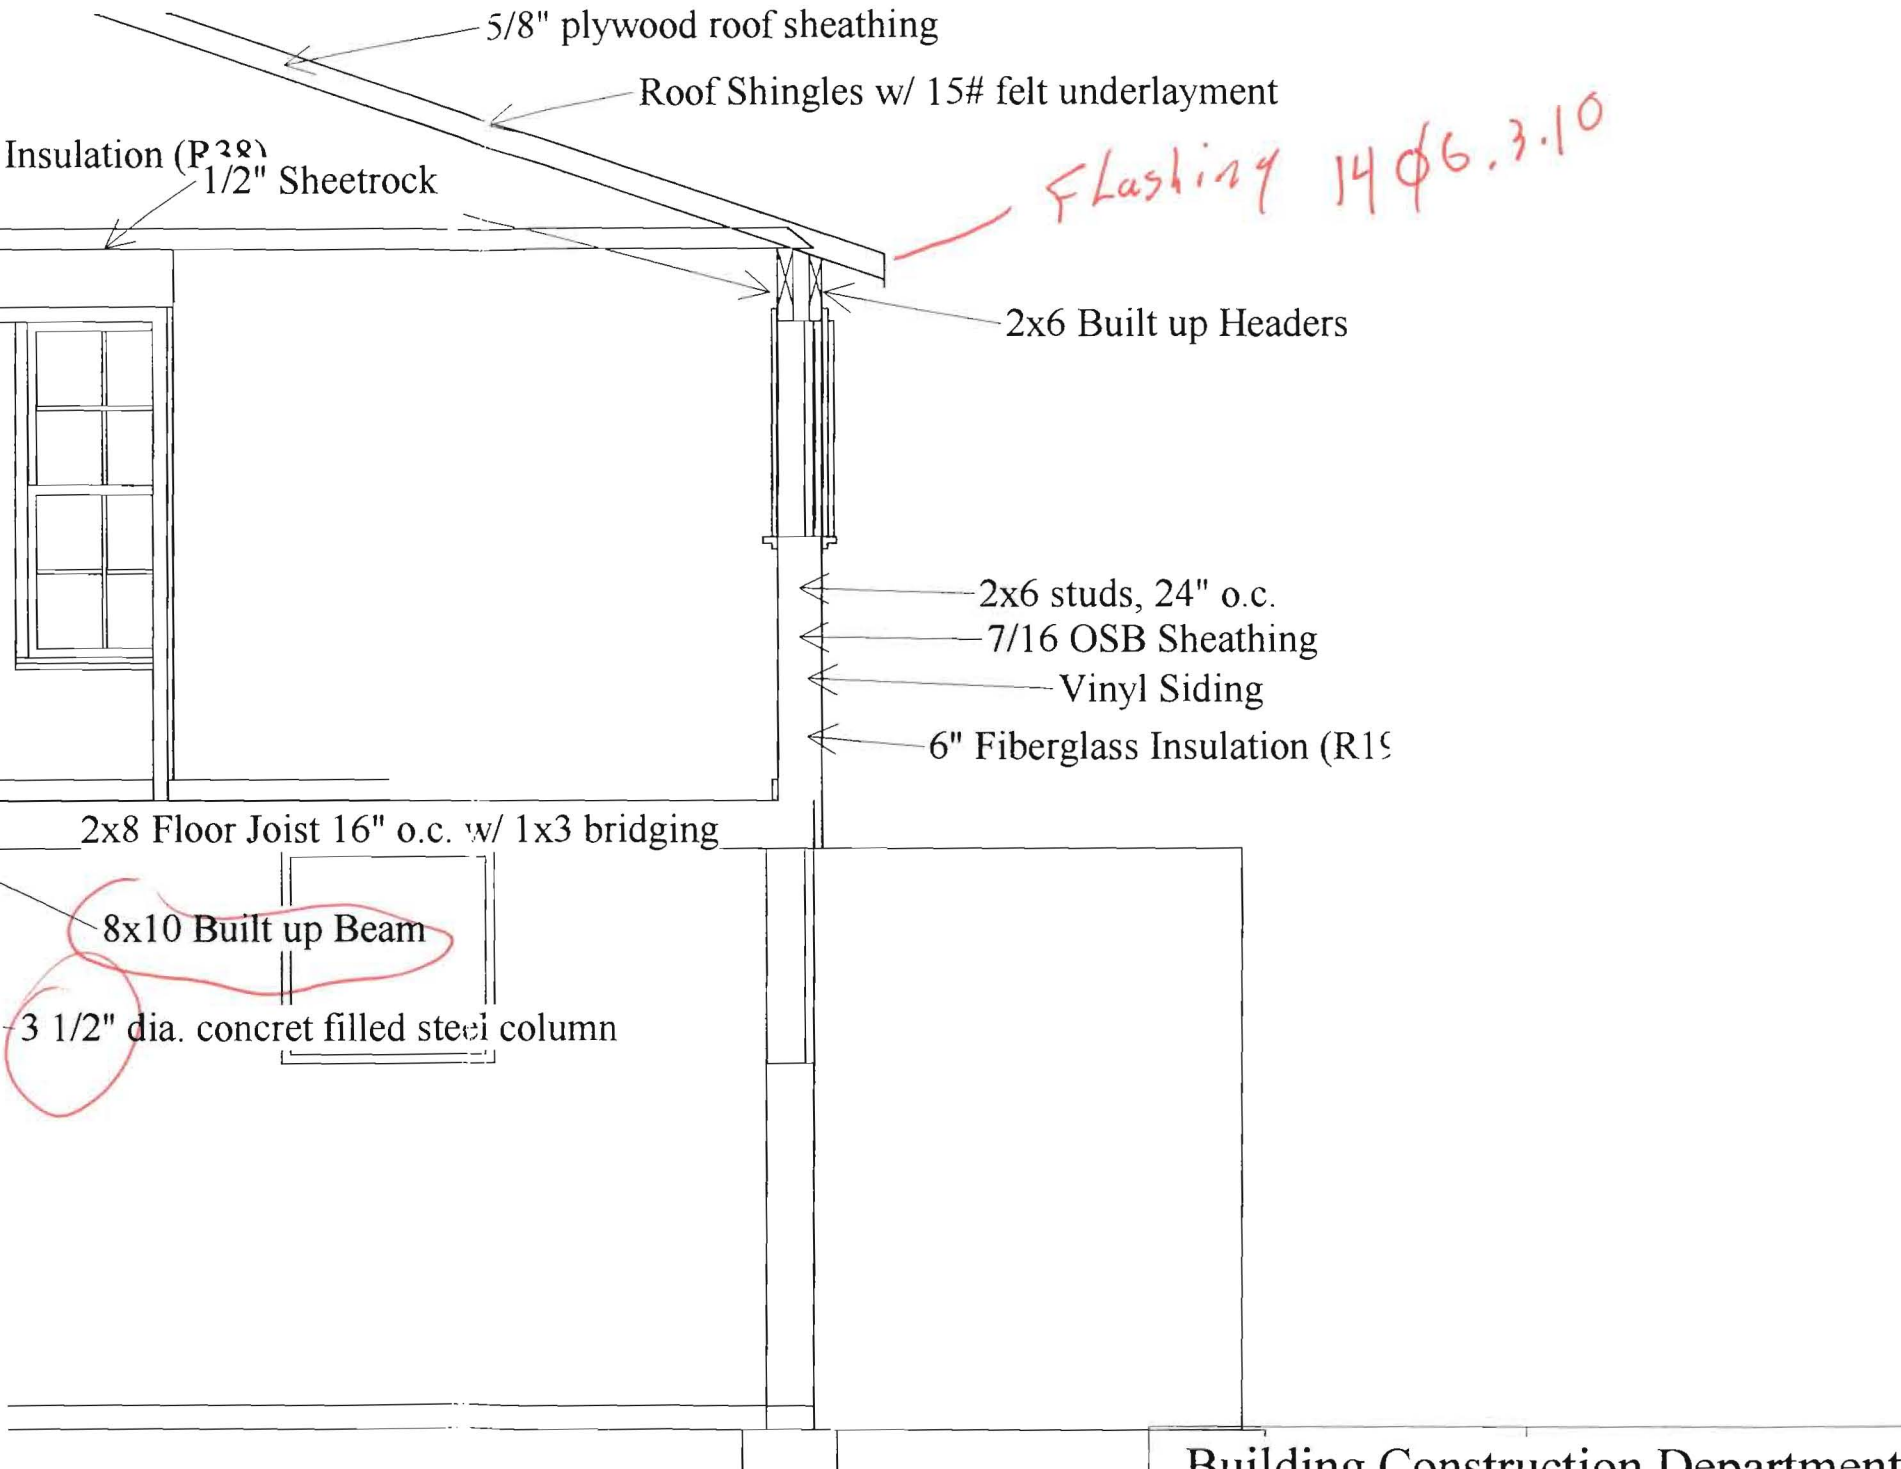 5/8" plywood roof sheathing
Roof Shingles w/ 15# felt underlayment
Flashing 1406.3.10
Insulation (R38)
1/2" Sheetrock
2x6 Built up Headers
2x6 studs, 24" o.c.
7/16 OSB Sheathing
Vinyl Siding
6" Fiberglass Insulation (R19
2x8 Floor Joist 16" o.c. w/ 1x3 bridging
8x10 Built up Beam
3 1/2" dia. concret filled steel column
Building Construction Department